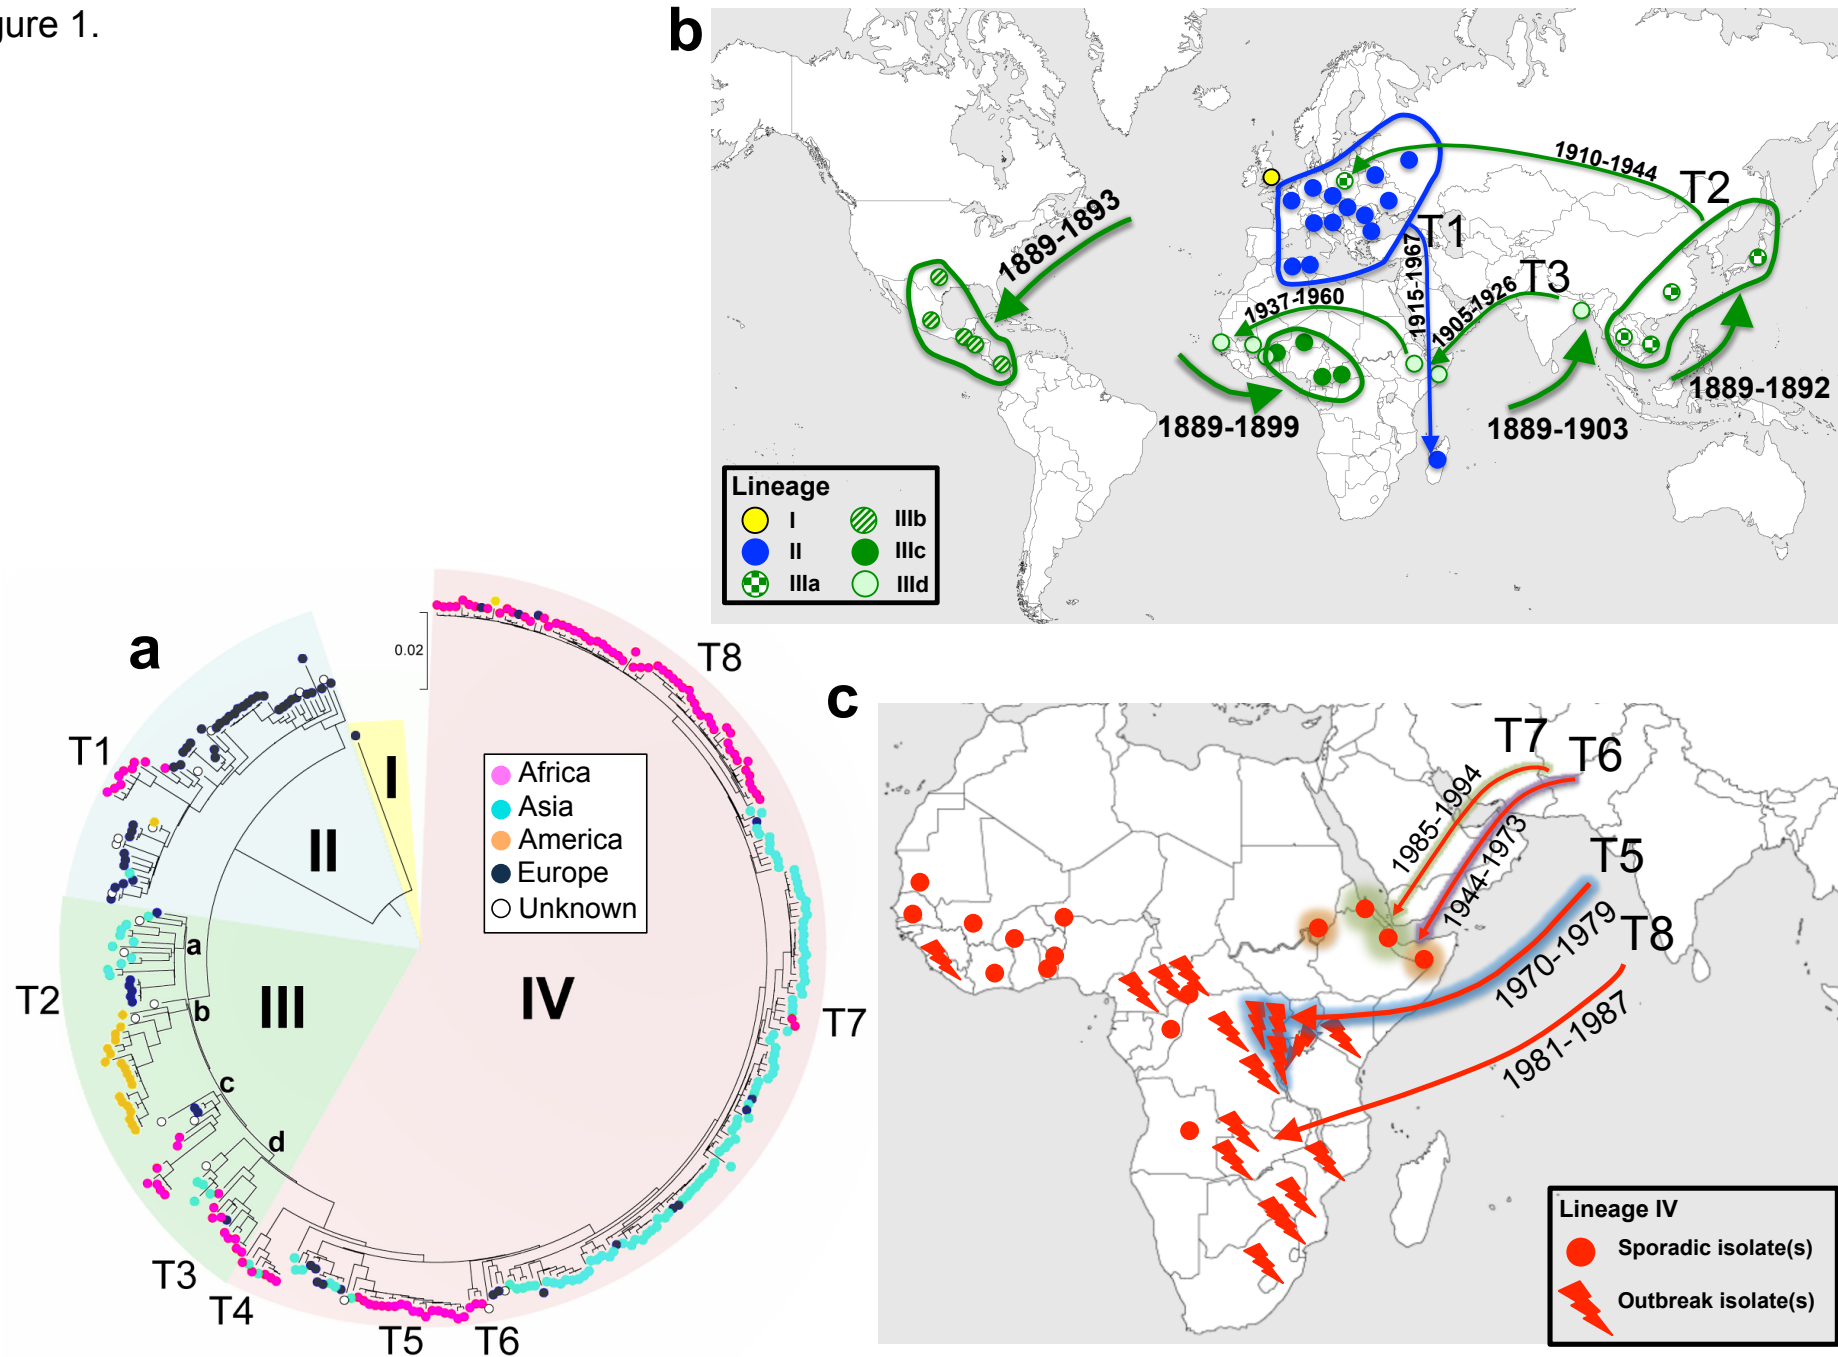 gure 1.
b
1910-1944
T2
1889-1893
T1
1915-1967
T3
1937-1960
1905-1926
1889-1892
1889-1899
1889-1903
Lineage
I
IIIb
II
IIIc
IIIa
IIId
a
0.02
T8
T1
I
II
Africa
Asia
America
Europe
Unknown
a
T2
b
III
IV
T7
c
d
T3
T4
T5
T6
c
T7
T6
1985-1994
1944-1973
T5
T8
1970-1979
1981-1987
Lineage IV
Sporadic isolate(s)
Outbreak isolate(s)